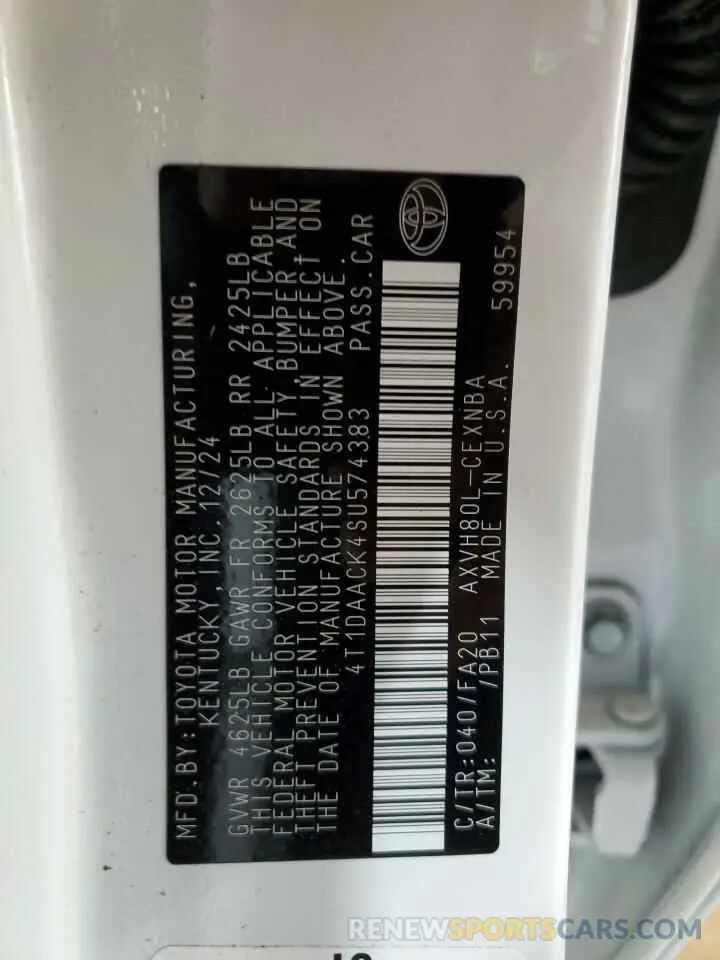 MFD. BY: TOYOTA MOTOR MANUFACTURING,
KENTUCKY, INC. 12/24
GVWR 4625LB GAWR FR 2625LB RR 2425LB
THIS VEHICLE CONFORMS TO ALL APPLICABLE
FEDERAL MOTOR VEHICLE SAFETY, BUMPER, AND
THEFT PREVENTION STANDARDS IN EFFECT ON
THE DATE OF MANUFACTURE SHOWN ABOVE.
4T1DAACK4SU574383 PASS. CAR
C/TR: 040/FA20 AXVH80L-CEXNBA
A/TM: /PB11 MADE IN U.S.A. 59954
RENEWSPORTSCARS.COM